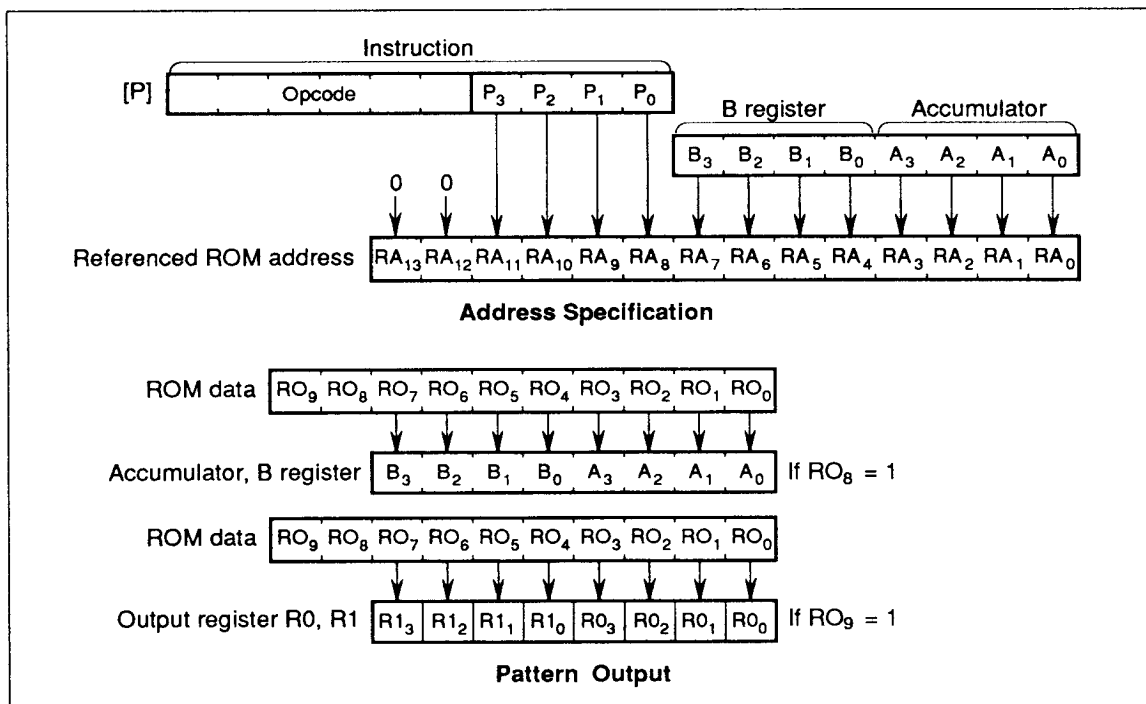 Instruction
[P] Opcode P3 P2 P1 P0
B register Accumulator
B3 B2 B1 B0 A3 A2 A1 A0
0 0
Referenced ROM address RA13 RA12 RA11 RA10 RA9 RA8 RA7 RA6 RA5 RA4 RA3 RA2 RA1 RA0
Address Specification
ROM data RO9 RO8 RO7 RO6 RO5 RO4 RO3 RO2 RO1 RO0
Accumulator, B register B3 B2 B1 B0 A3 A2 A1 A0 If RO8 = 1
ROM data RO9 RO8 RO7 RO6 RO5 RO4 RO3 RO2 RO1 RO0
Output register R0, R1 R13 R12 R11 R10 R03 R02 R01 R00 If RO9 = 1
Pattern Output